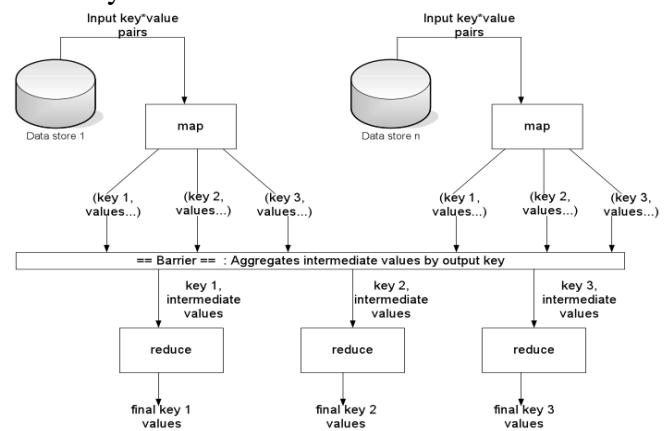 Input key*value
pairs
Input key*value
pairs
map
map
Data store 1
Data store n
(key 1,
values...)
(key 2,
values...)
(key 3,
values...)
(key 1,
values...)
(key 2,
values...)
(key 3,
values...)
== Barrier == : Aggregates intermediate values by output key
key 1,
intermediate
values
key 2,
intermediate
values
key 3,
intermediate
values
reduce
reduce
reduce
final key 1
values
final key 2
values
final key 3
values